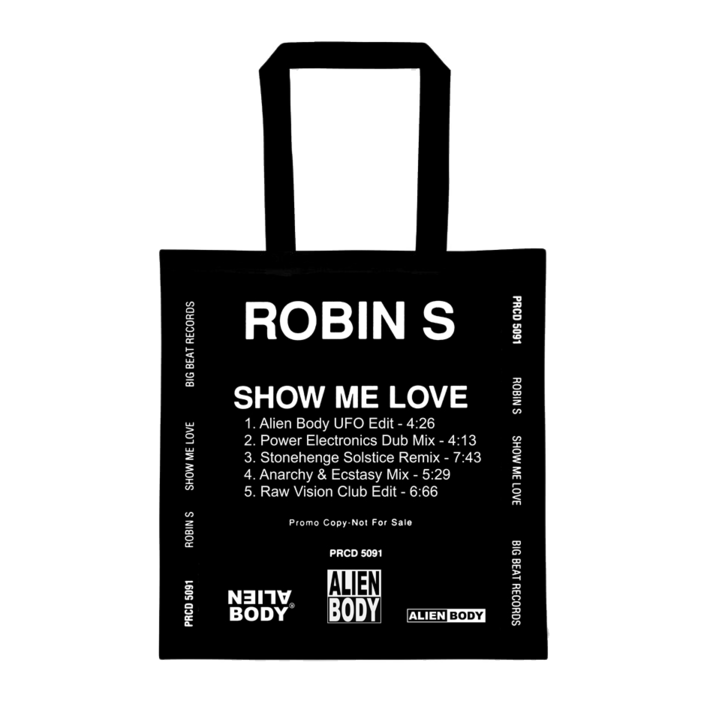 ROBIN S
SHOW ME LOVE
1. Alien Body UFO Edit - 4:26
2. Power Electronics Dub Mix - 4:13
3. Stonehenge Solstice Remix - 7:43
4. Anarchy & Ecstasy Mix - 5:29
5. Raw Vision Club Edit - 6:66
Promo Copy-Not For Sale
PRCD 5091
ALIEN
BODY®
ALIEN
BODY
ALIEN BODY
PRCD 5091 ROBIN S SHOW ME LOVE BIG BEAT RECORDS
PRCD 5091 ROBIN S SHOW ME LOVE BIG BEAT RECORDS